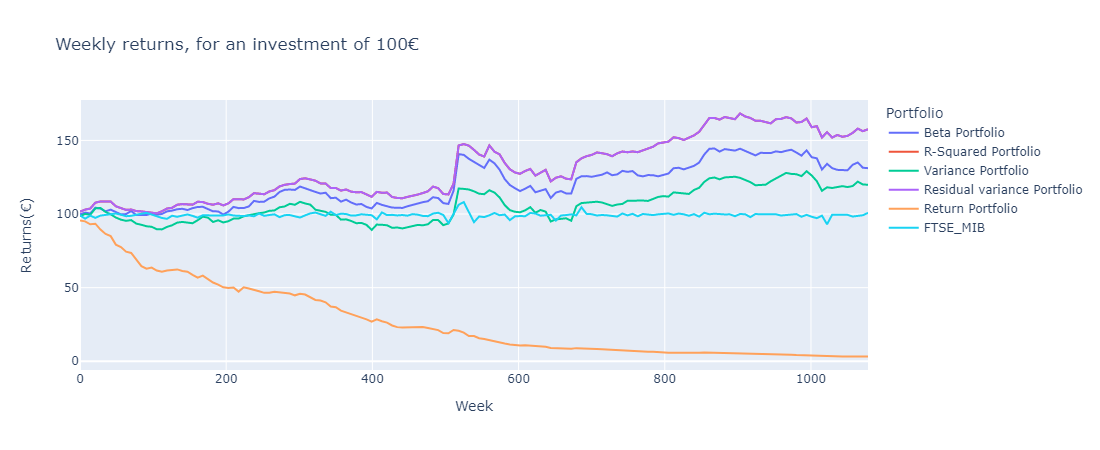 Weekly returns, for an investment of 100€
Portfolio
Beta Portfolio
R-Squared Portfolio
Variance Portfolio
Residual variance Portfolio
Return Portfolio
FTSE_MIB
Returns(€)
150
100
50
0
0 200 400 600 800 1000
Week